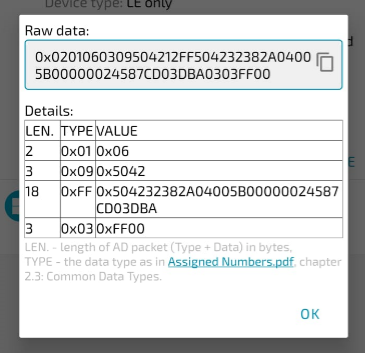 Device type: LE only
Raw data:
0x0201060309504212FF504232382A0400
5B00000024587CD03DBA0303FF00
Details:
LEN. TYPE VALUE
2 0x01 0x06
3 0x09 0x5042
18 0xFF 0x504232382A04005B00000024587
CD03DBA
3 0x03 0xFF00
LEN. - length of AD packet (Type + Data) in bytes,
TYPE - the data type as in Assigned Numbers.pdf, chapter
2.3: Common Data Types.
OK